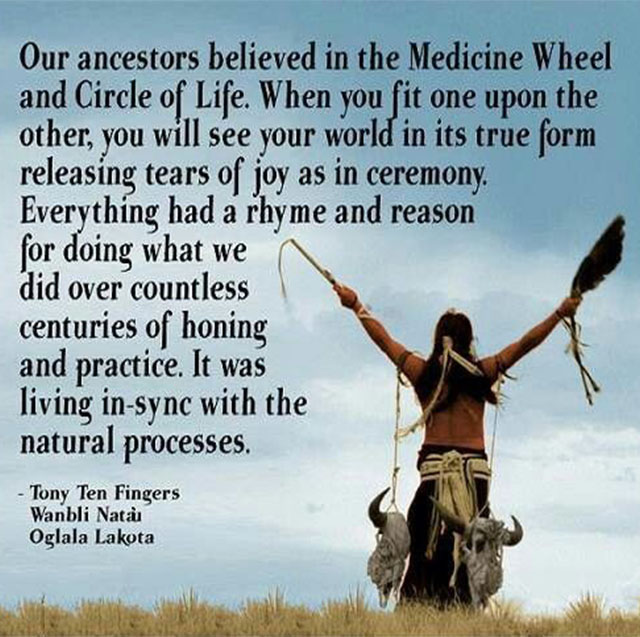 Our ancestors believed in the Medicine Wheel
and Circle of Life. When you fit one upon the
other, you will see your world in its true form
releasing tears of joy as in ceremony.
Everything had a rhyme and reason
for doing what we
did over countless
centuries of honing
and practice. It was
living in-sync with the
natural processes.
- Tony Ten Fingers
Wanbli
Oglala Lakota